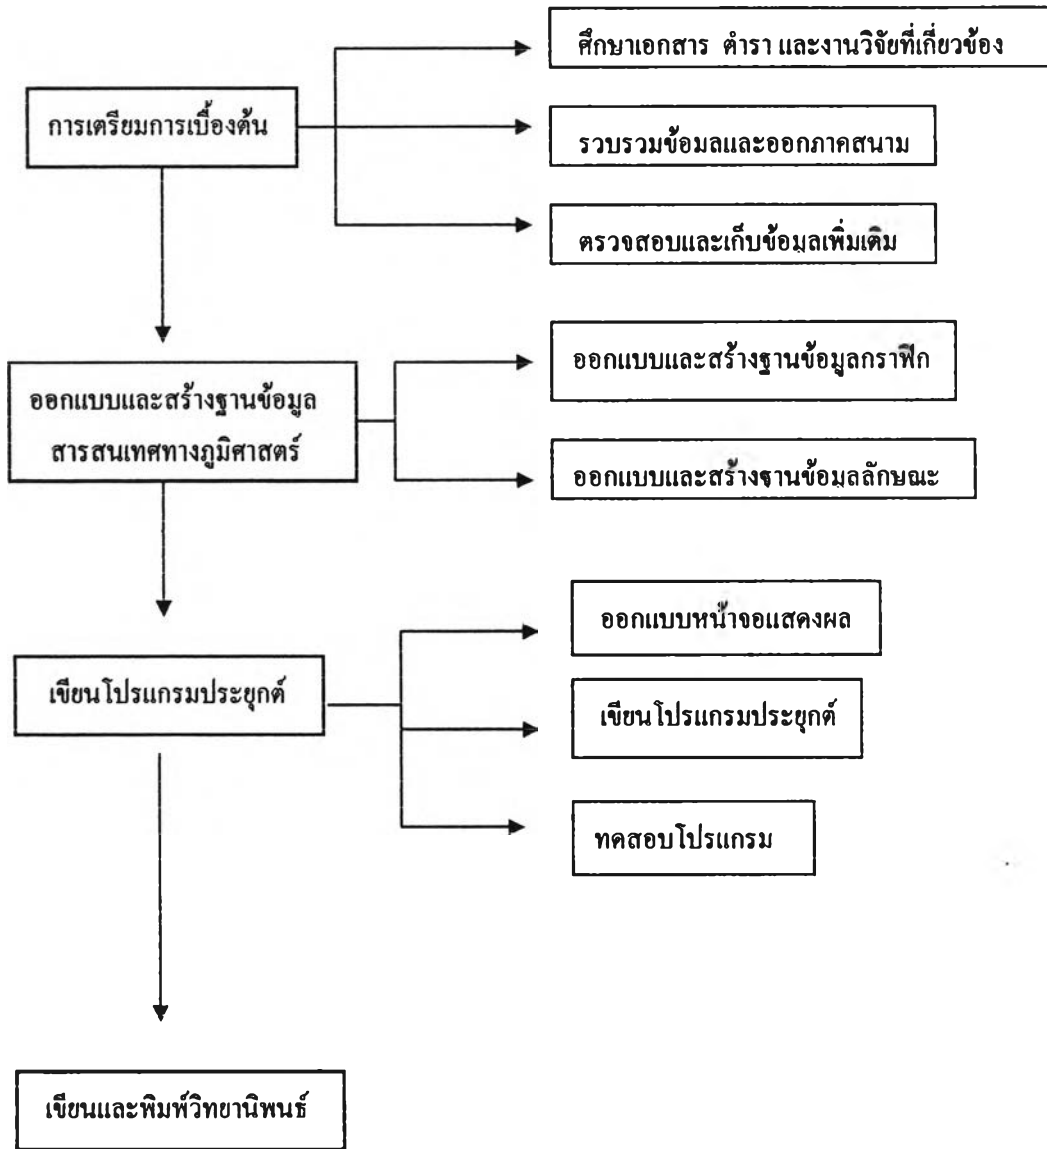 ศึกษาเอกสาร ตำรา และงานวิจัยที่เกี่ยวข้อง
การเตรียมการเบื้องต้น
รวบรวมข้อมูลและออกภาคสนาม
ตรวจสอบและเก็บข้อมูลเพิ่มเติม
ออกแบบและสร้างฐานข้อมูล
สารสนเทศทางภูมิศาสตร์
ออกแบบและสร้างฐานข้อมูลกราฟิก
ออกแบบและสร้างฐานข้อมูลลักษณะ
เขียนโปรแกรมประยุกต์
ออกแบบหน้าจอแสดงผล
เขียนโปรแกรมประยุกต์
ทดสอบโปรแกรม
เขียนและพิมพ์วิทยานิพนธ์